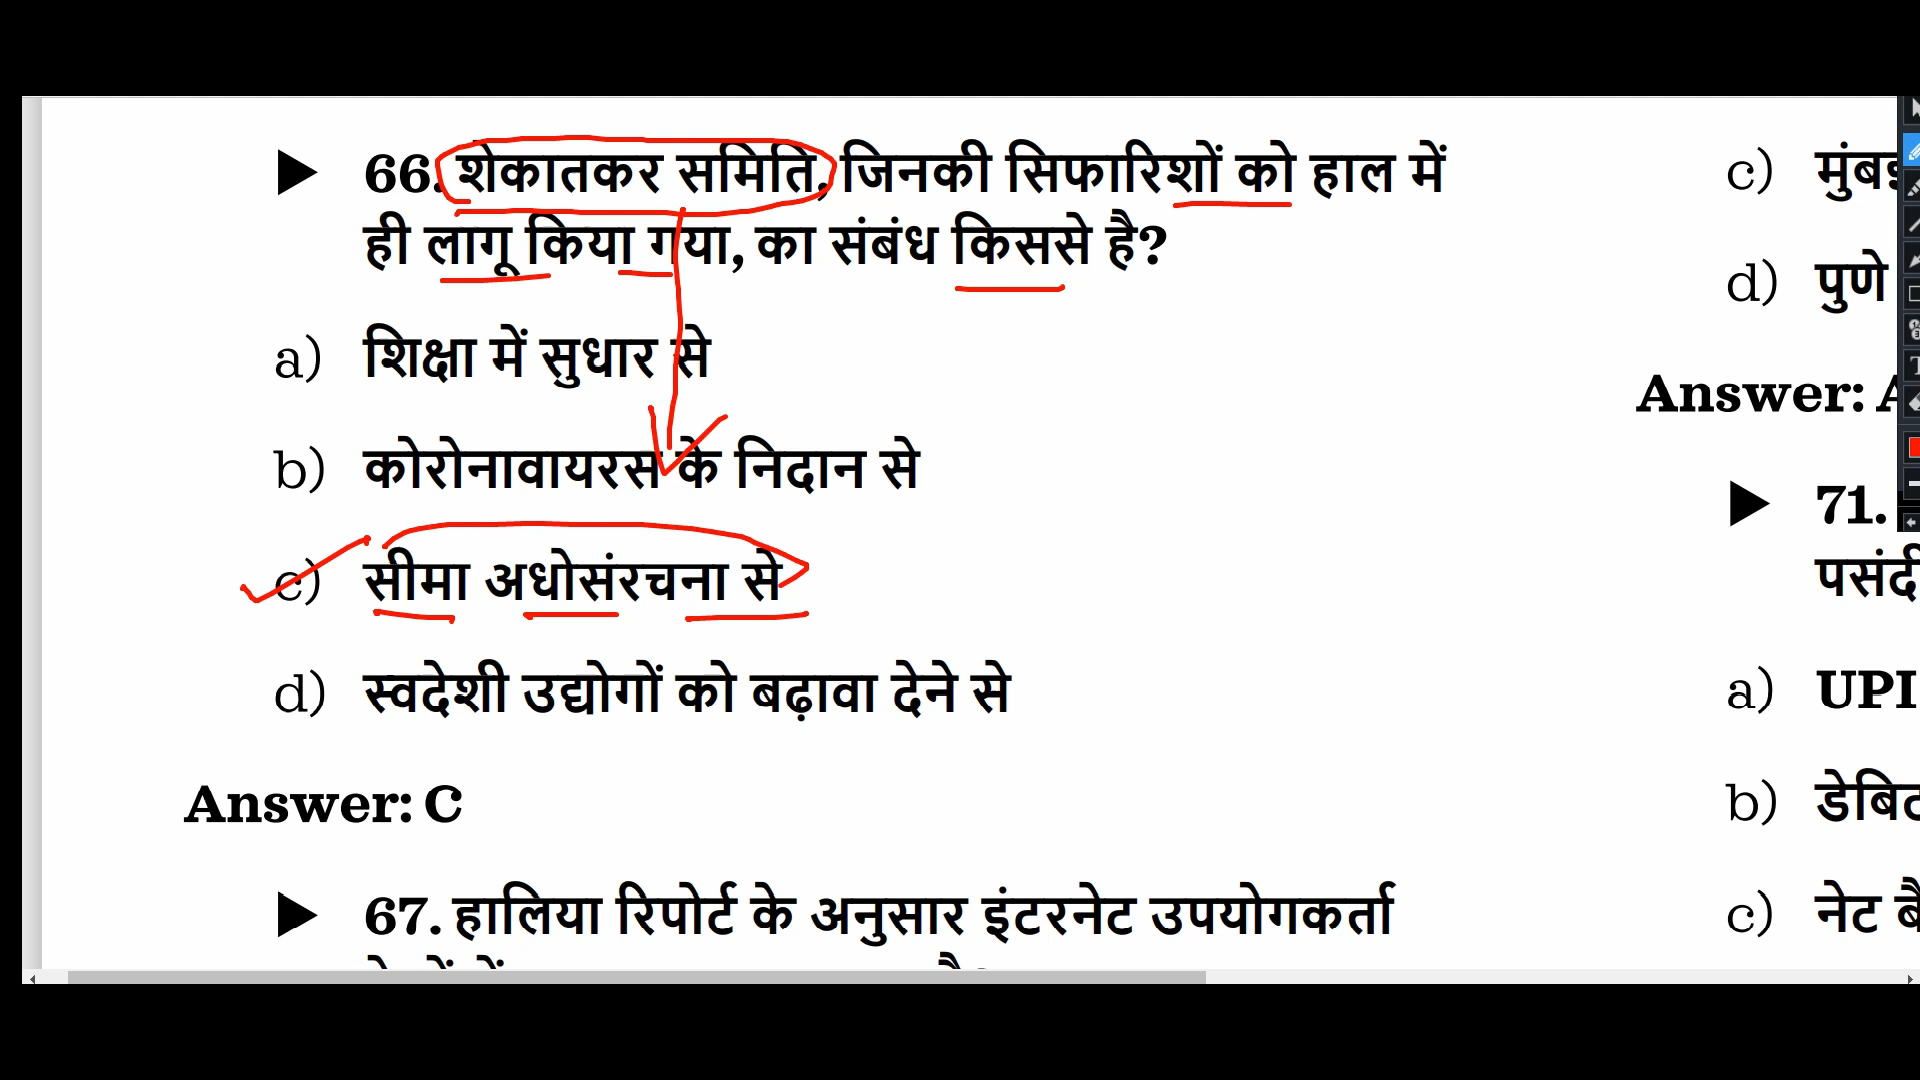 66. शेकातकर समिति, जिनकी सिफारिशों को हाल में
ही लागू किया गया, का संबंध किससे है?
a) शिक्षा में सुधार से
b) कोरोनावायरस के निदान से
c) सीमा अधोसंरचना से
d) स्वदेशी उद्योगों को बढ़ावा देने से
Answer: C
67. हालिया रिपोर्ट के अनुसार इंटरनेट उपयोगकर्ता
c)
d) पुणे
Answer:
71.
a) UPI
b)
c) नेट